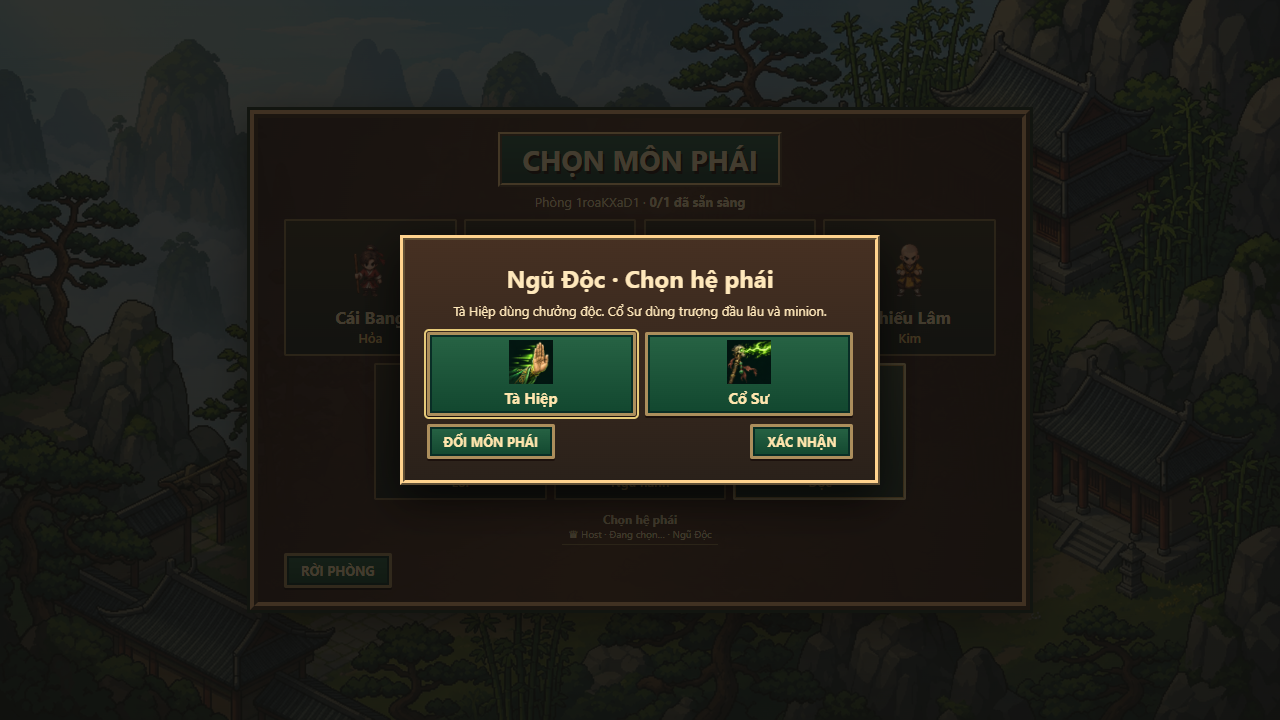 CHỌN MÔN PHÁI
Phòng 1roaKXaD1 · 0/1 đã sẵn sàng
Cái Bang
Hỏa
Thiếu Lâm
Kim
Ngũ Độc · Chọn hệ phái
Tà Hiệp dùng chưởng độc. Cổ Sư dùng trượng đầu lâu và minion.
Tà Hiệp
Cổ Sư
ĐỔI MÔN PHÁI
XÁC NHẬN
Chọn hệ phái
Host · Đang chọn... · Ngũ Độc
RỜI PHÒNG